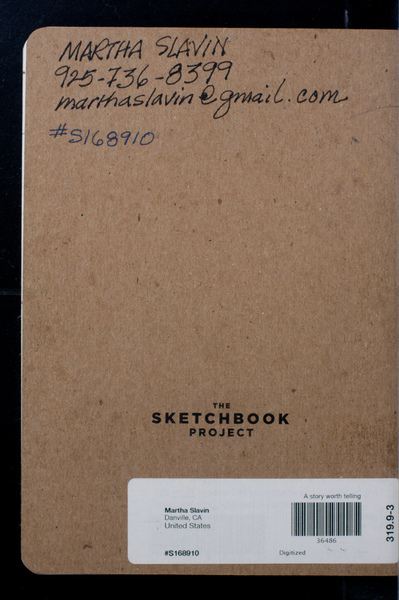 MARTHA SLAVIN
925-736-8399
marthaslavin@gmail.com
#S168910
THE
SKETCHBOOK
PROJECT
A story worth telling
Martha Slavin
Danville, CA
United States
36486
#S168910
Digitized
319.9-3